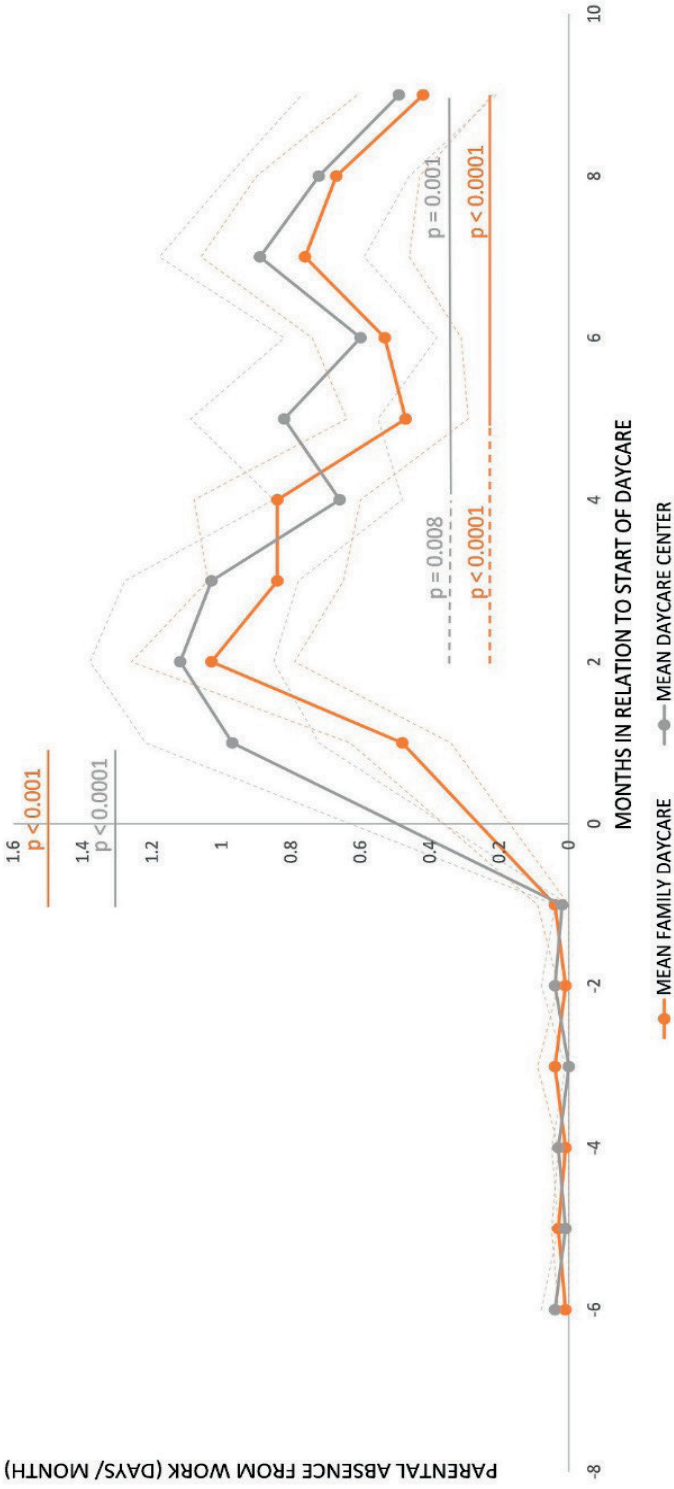 PARENTAL ABSENCE FROM WORK (DAYS/ MONTH)
1.6
1.4
1.2
1
0.8
0.6
0.4
0.2
0
p < 0.001
p < 0.0001
p = 0.008
p = 0.001
p < 0.0001
p < 0.0001
-8
-6
-4
-2
0
2
4
6
8
10
MONTHS IN RELATION TO START OF DAYCARE
MEAN FAMILY DAYCARE
MEAN DAYCARE CENTER